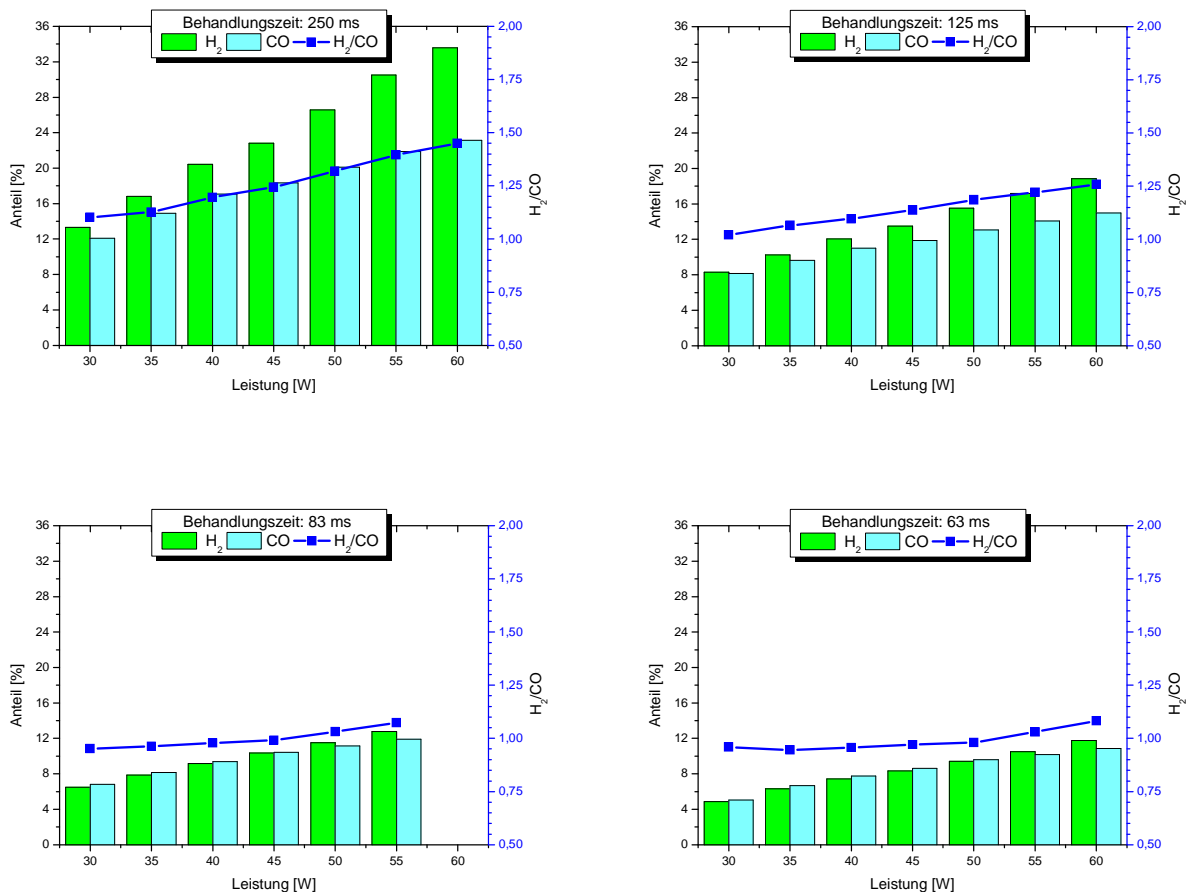 Behandlungszeit: 250 ms
H₂ CO H₂/CO
Anteil [%]
36
32
28
24
20
16
12
8
4
0
2,00
1,75
1,50
1,25
1,00
0,75
0,50
H₂/CO
30 35 40 45 50 55 60
Leistung [W]
Behandlungszeit: 125 ms
H₂ CO H₂/CO
Anteil [%]
36
32
28
24
20
16
12
8
4
0
2,00
1,75
1,50
1,25
1,00
0,75
0,50
H₂/CO
30 35 40 45 50 55 60
Leistung [W]
Behandlungszeit: 83 ms
H₂ CO H₂/CO
Anteil [%]
36
32
28
24
20
16
12
8
4
0
2,00
1,75
1,50
1,25
1,00
0,75
0,50
H₂/CO
30 35 40 45 50 55 60
Leistung [W]
Behandlungszeit: 63 ms
H₂ CO H₂/CO
Anteil [%]
36
32
28
24
20
16
12
8
4
0
2,00
1,75
1,50
1,25
1,00
0,75
0,50
H₂/CO
30 35 40 45 50 55 60
Leistung [W]